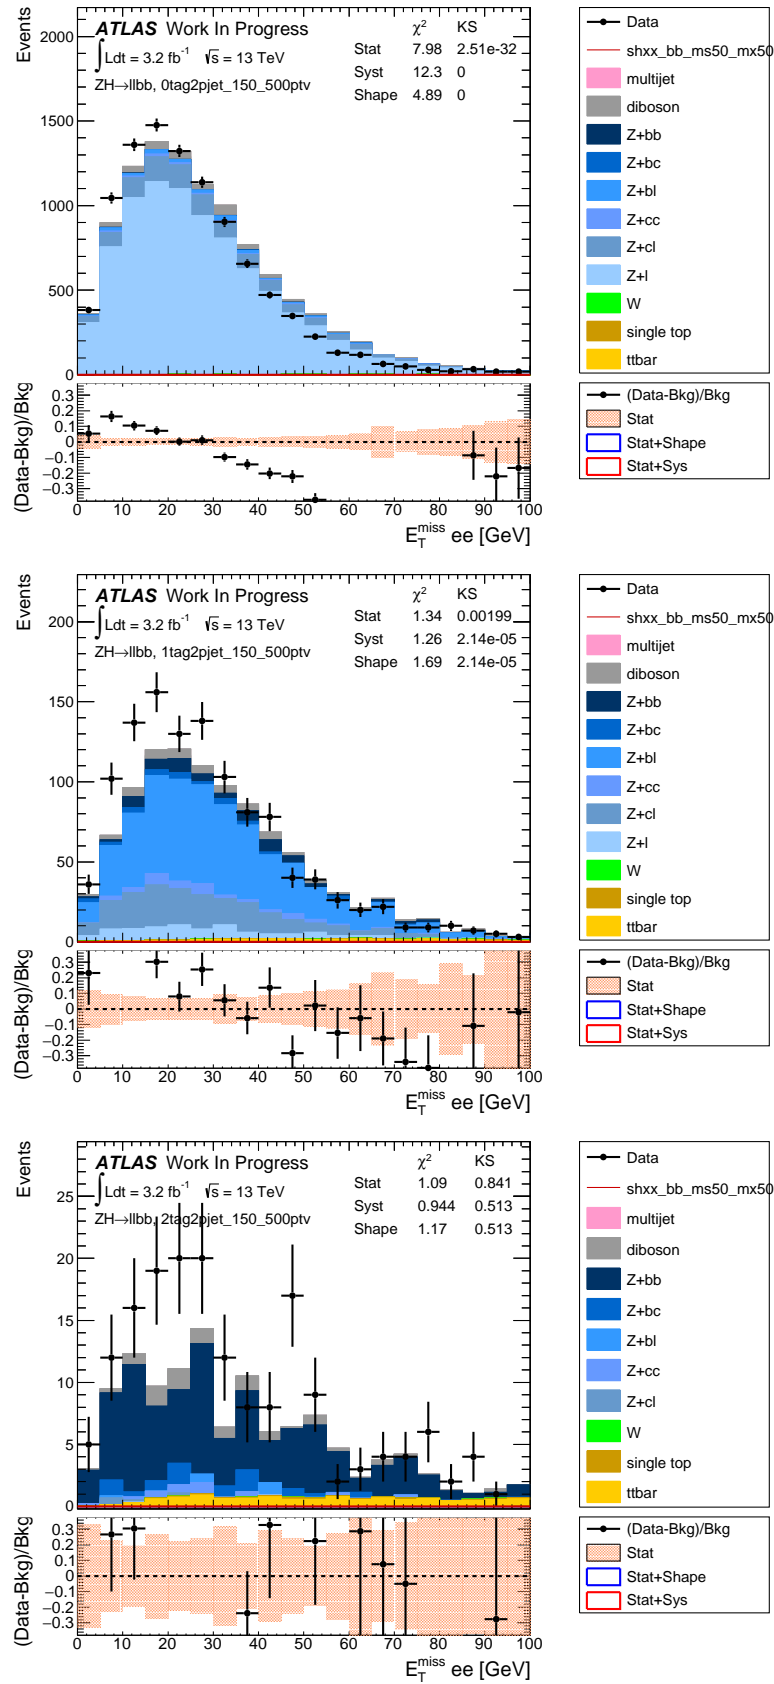 Events
ATLAS Work In Progress
∫ Ldt = 3.2 fb⁻¹ √s = 13 TeV
ZH→llbb, 0tag2pjet_150_500ptv
χ² KS
Stat 7.98 2.51e-32
Syst 12.3 0
Shape 4.89 0
2000
1500
1000
500
0
(Data-Bkg)/Bkg
0.3
0.2
0.1
0
−0.1
−0.2
−0.3
0 10 20 30 40 50 60 70 80 90 100
E_T^miss ee [GeV]
Data
shxx_bb_ms50_mx50
multijet
diboson
Z+bb
Z+bc
Z+bl
Z+cc
Z+cl
Z+l
W
single top
ttbar
(Data-Bkg)/Bkg
Stat
Stat+Shape
Stat+Sys
Events
ATLAS Work In Progress
∫ Ldt = 3.2 fb⁻¹ √s = 13 TeV
ZH→llbb, 1tag2pjet_150_500ptv
χ² KS
Stat 1.34 0.00199
Syst 1.26 2.14e-05
Shape 1.69 2.14e-05
200
150
100
50
0
(Data-Bkg)/Bkg
0.3
0.2
0.1
0
−0.1
−0.2
−0.3
0 10 20 30 40 50 60 70 80 90 100
E_T^miss ee [GeV]
Data
shxx_bb_ms50_mx50
multijet
diboson
Z+bb
Z+bc
Z+bl
Z+cc
Z+cl
Z+l
W
single top
ttbar
(Data-Bkg)/Bkg
Stat
Stat+Shape
Stat+Sys
Events
ATLAS Work In Progress
∫ Ldt = 3.2 fb⁻¹ √s = 13 TeV
ZH→llbb, 2tag2pjet_150_500ptv
χ² KS
Stat 1.09 0.841
Syst 0.944 0.513
Shape 1.17 0.513
25
20
15
10
5
0
(Data-Bkg)/Bkg
0.3
0.2
0.1
0
−0.1
−0.2
−0.3
0 10 20 30 40 50 60 70 80 90 100
E_T^miss ee [GeV]
Data
shxx_bb_ms50_mx50
multijet
diboson
Z+bb
Z+bc
Z+bl
Z+cc
Z+cl
W
single top
ttbar
(Data-Bkg)/Bkg
Stat
Stat+Shape
Stat+Sys